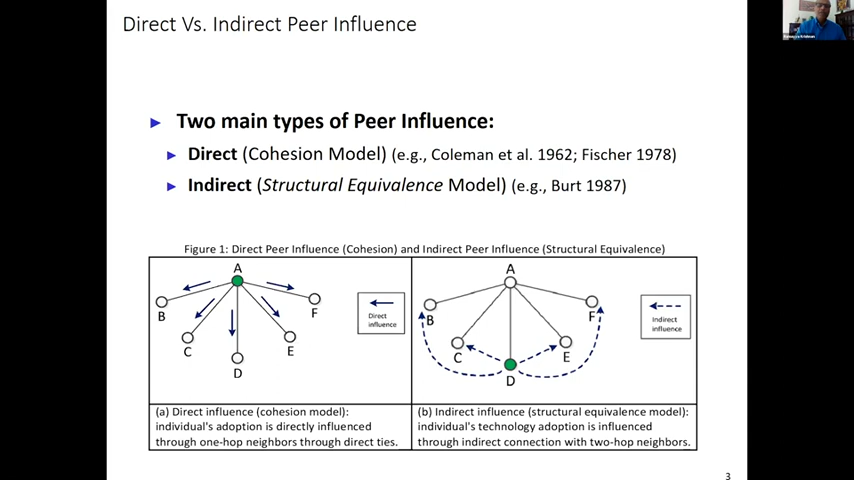 Direct Vs. Indirect Peer Influence
Two main types of Peer Influence:
Direct (Cohesion Model) (e.g., Coleman et al. 1962; Fischer 1978)
Indirect (Structural Equivalence Model) (e.g., Burt 1987)
Figure 1: Direct Peer Influence (Cohesion) and Indirect Peer Influence (Structural Equivalence)
A
B
C
D
E
F
Direct
influence
A
B
C
D
E
F
Indirect
influence
(a) Direct influence (cohesion model):
individual's adoption is directly influenced
through one-hop neighbors through direct ties.
(b) Indirect influence (structural equivalence model):
individual's technology adoption is influenced
through indirect connection with two-hop neighbors.
3